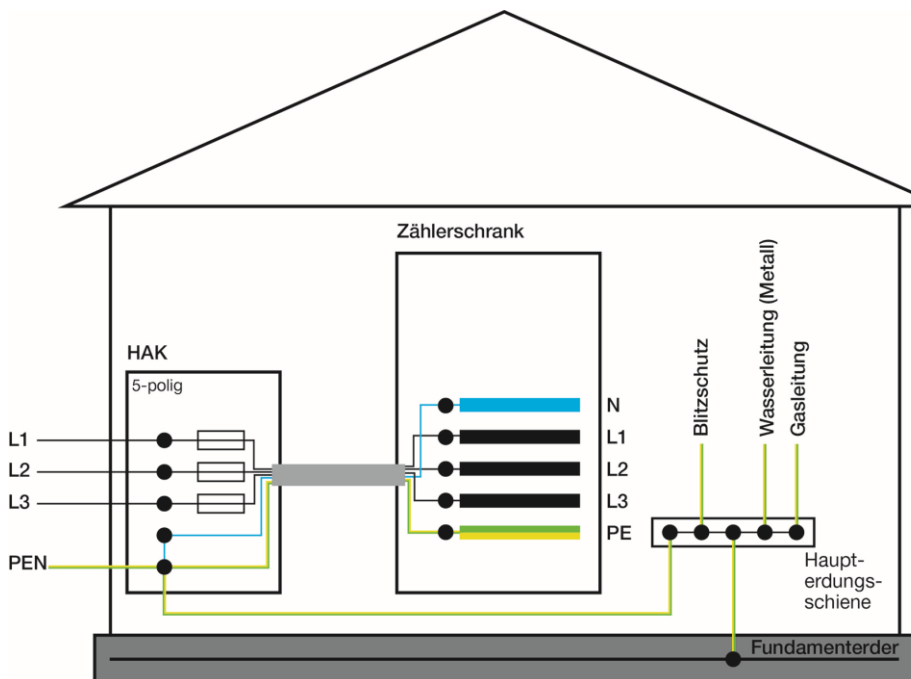 Zählerschrank
HAK
5-polig
L1
L2
L3
PEN
N
L1
L2
L3
PE
Blitzschutz
Wasserleitung (Metall)
Gasleitung
Haupt-
erdungs-
schiene
Fundamenterder